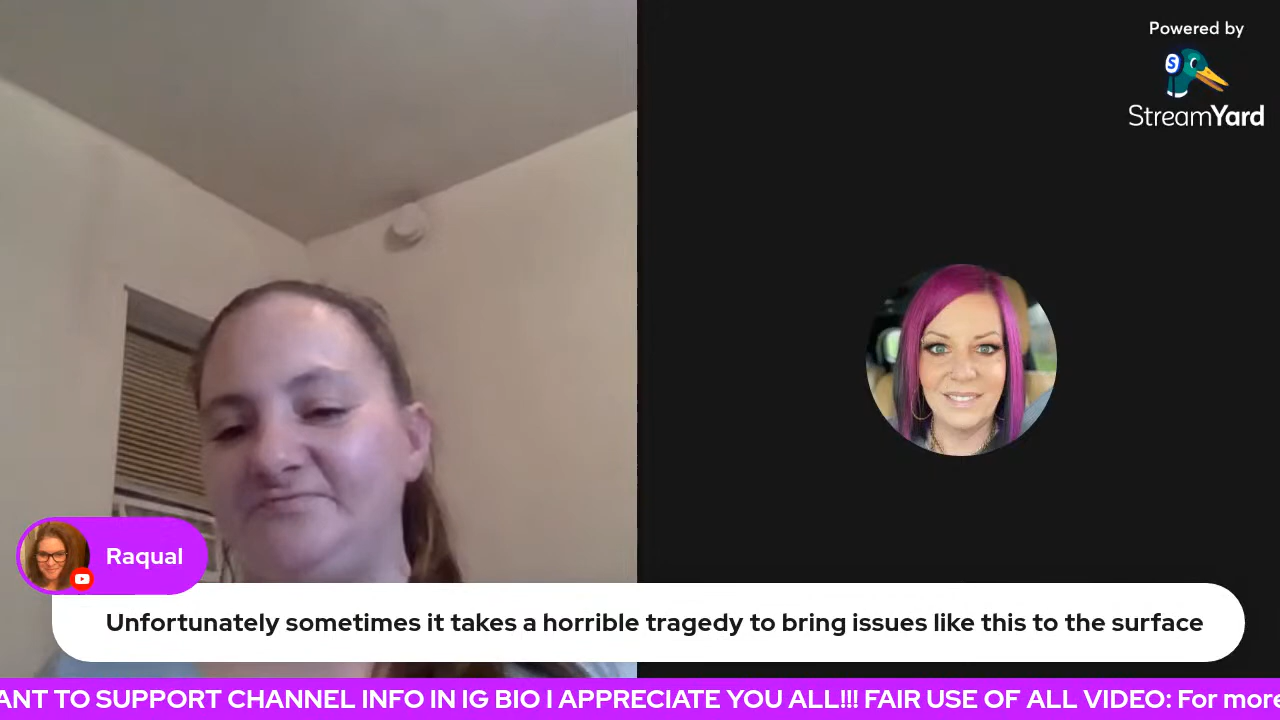 Powered by
S
StreamYard
Raqual
Unfortunately sometimes it takes a horrible tragedy to bring issues like this to the surface
ANT TO SUPPORT CHANNEL INFO IN IG BIO I APPRECIATE YOU ALL!!! FAIR USE OF ALL VIDEO: For more